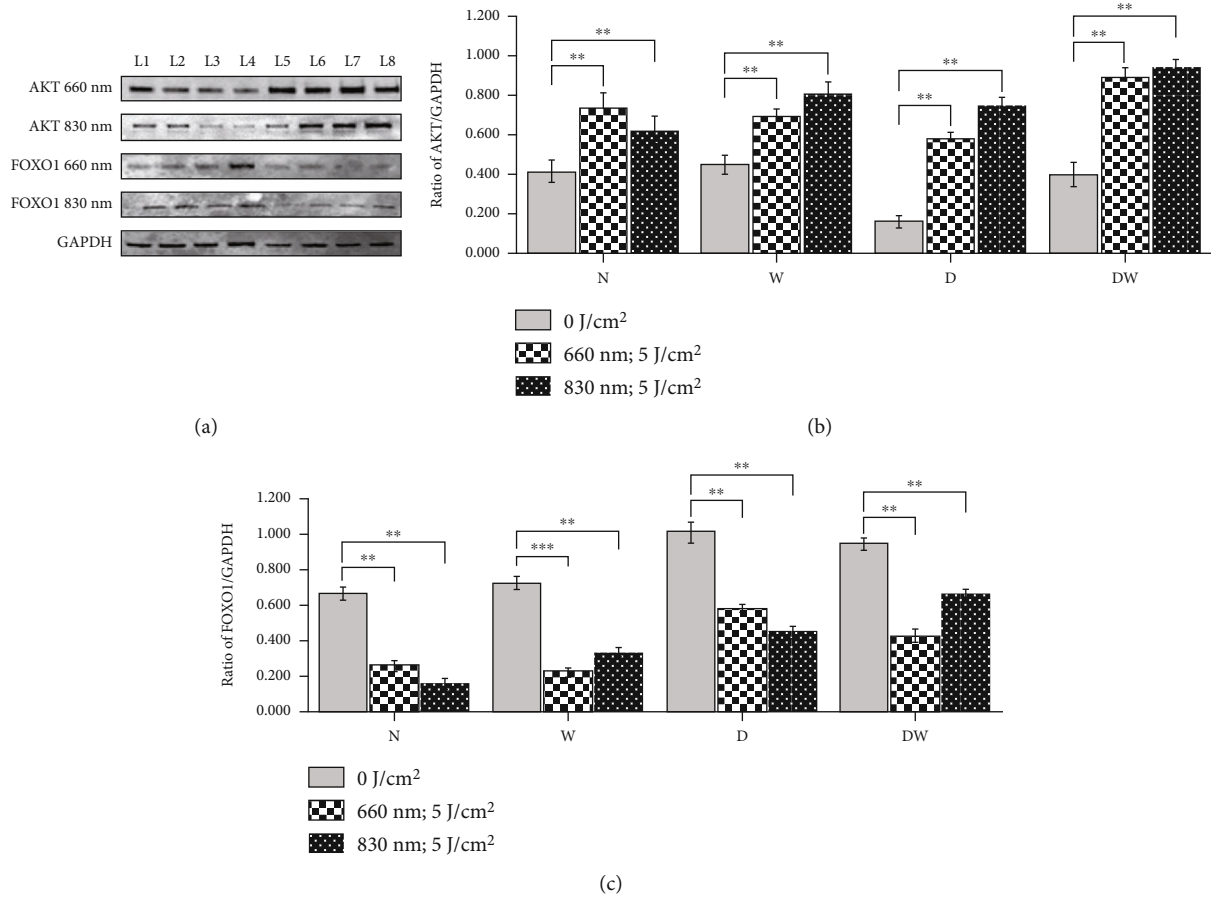 L1 L2 L3 L4 L5 L6 L7 L8
AKT 660 nm
AKT 830 nm
FOXO1 660 nm
FOXO1 830 nm
GAPDH
(a)
Ratio of AKT/GAPDH
1.200
1.000
0.800
0.600
0.400
0.200
0.000
** ** ** ** ** ** ** **
N W D DW
0 J/cm²
660 nm; 5 J/cm²
830 nm; 5 J/cm²
(b)
Ratio of FOXO1/GAPDH
1.200
1.000
0.800
0.600
0.400
0.200
0.000
** ** ** *** ** ** ** **
N W D DW
0 J/cm²
660 nm; 5 J/cm²
830 nm; 5 J/cm²
(c)